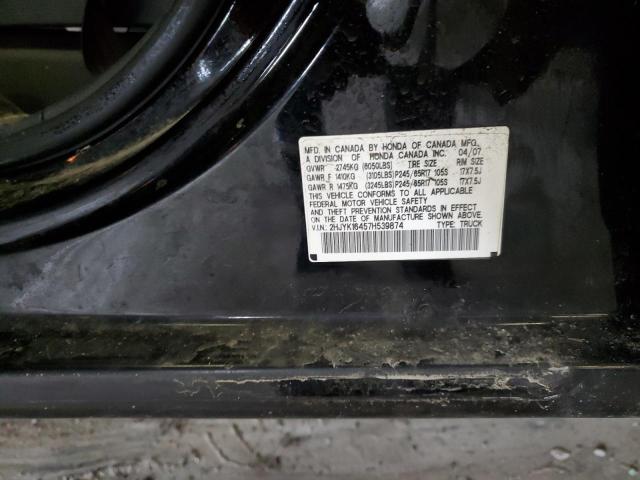 MFD. IN CANADA BY HONDA OF CANADA MFG.,
A DIVISION OF HONDA CANADA INC. 04/07
GVWR 2745KG (6050LBS) TIRE SIZE RIM SIZE
GAWR F 1410KG (3105LBS) P245/65R17 105S 17X7.5J
GAWR R 1475KG (3245LBS) P245/65R17 105S 17X7.5J
THIS VEHICLE CONFORMS TO ALL APPLICABLE
FEDERAL MOTOR VEHICLE SAFETY
AND THEFT PREVENTION STANDARDS IN EFFECT
ON THE DATE OF MANUFACTURE SHOWN ABOVE.
V.I.N.: 2HJYK16457H539874 TYPE: TRUCK